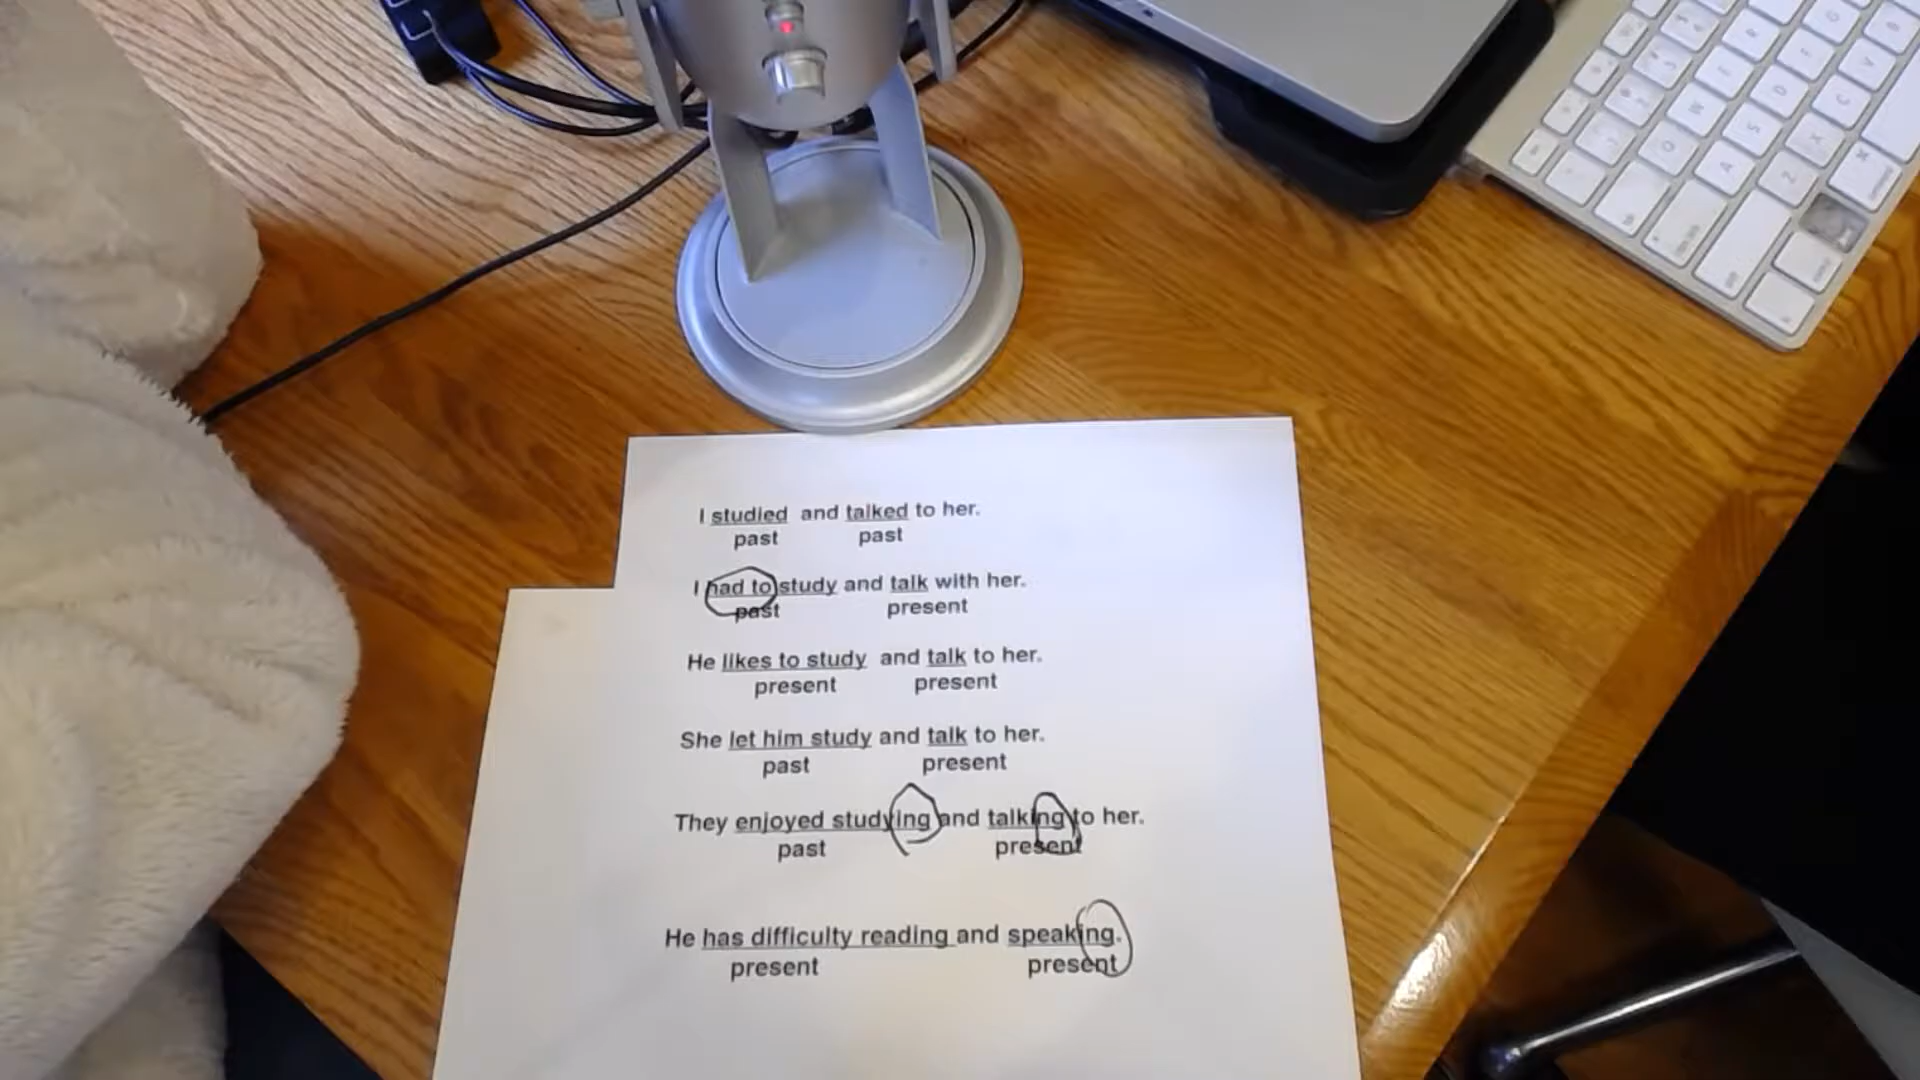 I studied and talked to her.
past past
I had to study and talk with her.
past present
He likes to study and talk to her.
present present
She let him study and talk to her.
past present
They enjoyed studying and talking to her.
past present
He has difficulty reading and speaking.
present present